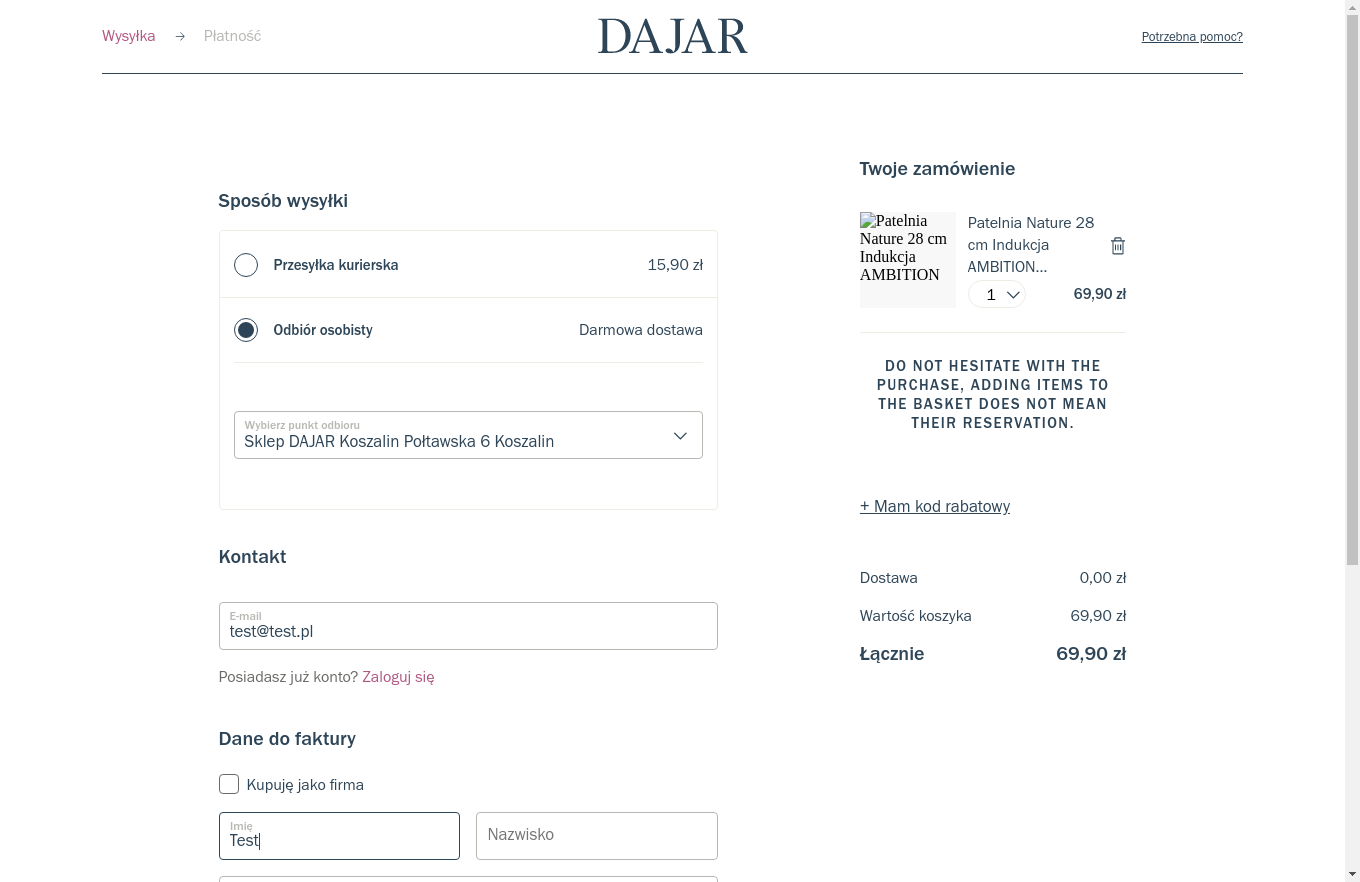 Wysyłka
Płatność
DAJAR
Potrzebna pomoc?
Sposób wysyłki
Przesyłka kurierska
15,90 zł
Odbiór osobisty
Darmowa dostawa
Wybierz punkt odbioru
Sklep DAJAR Koszalin Połtawska 6 Koszalin
Kontakt
E-mail
test@test.pl
Posiadasz już konto? Zaloguj się
Dane do faktury
Kupuję jako firma
Imię
Test
Nazwisko
Twoje zamówienie
Patelnia
Nature 28 cm
Indukcja
AMBITION
Patelnia Nature 28
cm Indukcja
AMBITION...
1
69,90 zł
DO NOT HESITATE WITH THE
PURCHASE, ADDING ITEMS TO
THE BASKET DOES NOT MEAN
THEIR RESERVATION.
+ Mam kod rabatowy
Dostawa
0,00 zł
Wartość koszyka
69,90 zł
Łącznie
69,90 zł